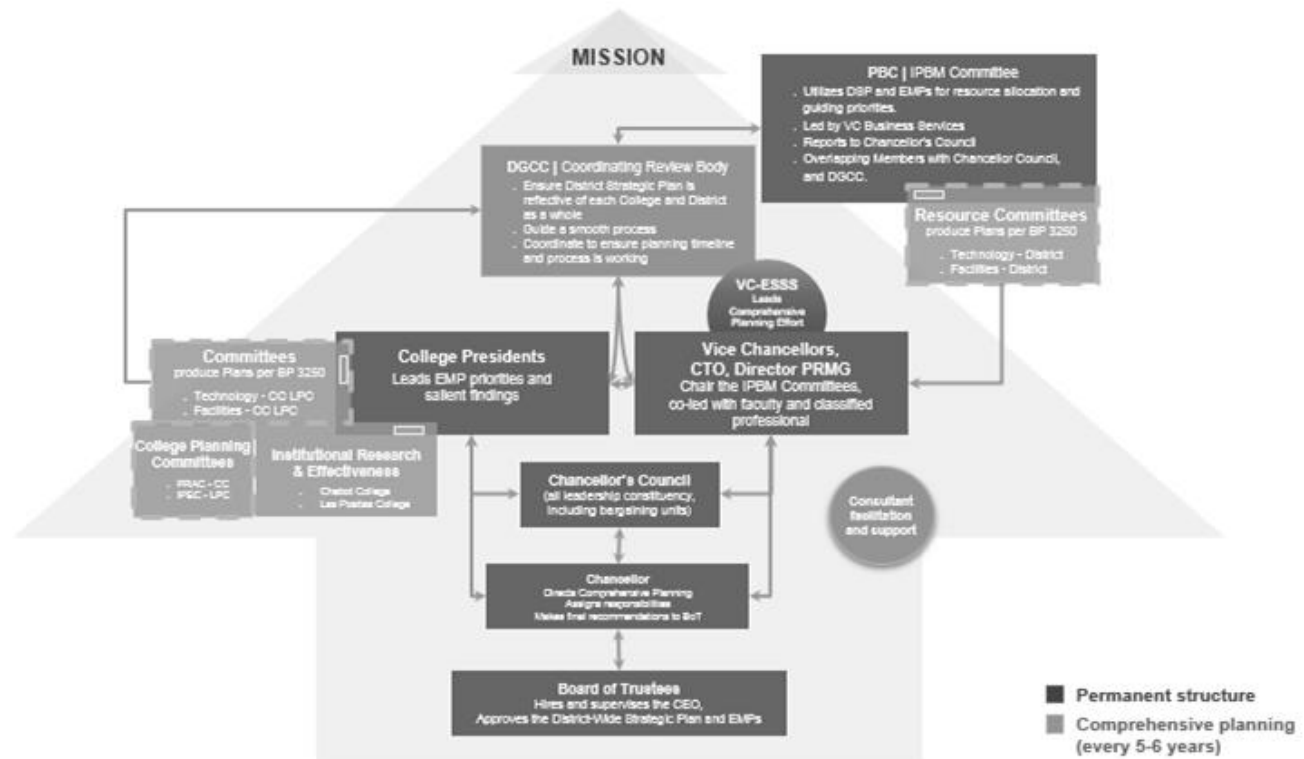 MISSION
PBC | IPBM Committee
. Utilizes DSP and EMPs for resource allocation and
guiding priorities.
. Led by VC Business Services
. Reports to Chancellor's Council
. Overlapping Members with Chancellor Council,
and DGCC.
DGCC | Coordinating Review Body
. Ensure District Strategic Plan is
reflective of each College and District
as a whole
. Guide a smooth process
. Coordinate to ensure planning timeline
and process is working
Resource Committees
produce Plans per BP 3250
. Technology - District
. Facilities - District
VC-ESSS
Leads
Comprehensive
Planning Effort
Committees
produce Plans per BP 3250
. Technology - CC LPC
. Facilities - CC LPC
College Presidents
Leads EMP priorities and
salient findings
Vice Chancellors,
CTO, Director PRMG
Chair the IPBM Committees,
co-led with faculty and classified
professional
College Planning
Committees
. PRAC - CC
. IPEC - LPC
Institutional Research
& Effectiveness
. Chabot College
. Las Positas College
Chancellor's Council
(all leadership constituency,
including bargaining units)
Consultant
facilitation
and support
Chancellor
Directs Comprehensive Planning
Assigns responsibilities
Makes final recommendations to BoT
Board of Trustees
Hires and supervises the CEO,
Approves the District-Wide Strategic Plan and EMPs
Permanent structure
Comprehensive planning
(every 5-6 years)